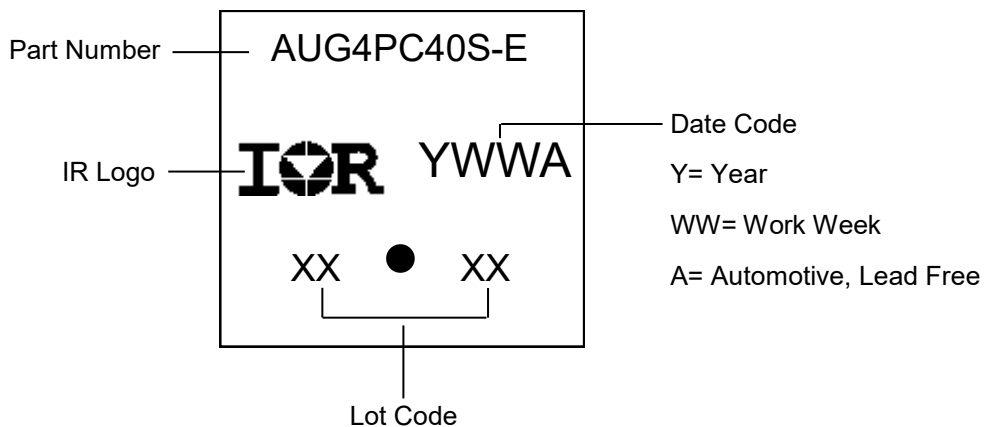 Part Number
AUG4PC40S-E
IR Logo
IOR
YWWA
Date Code
Y= Year
WW= Work Week
A= Automotive, Lead Free
XX
XX
Lot Code